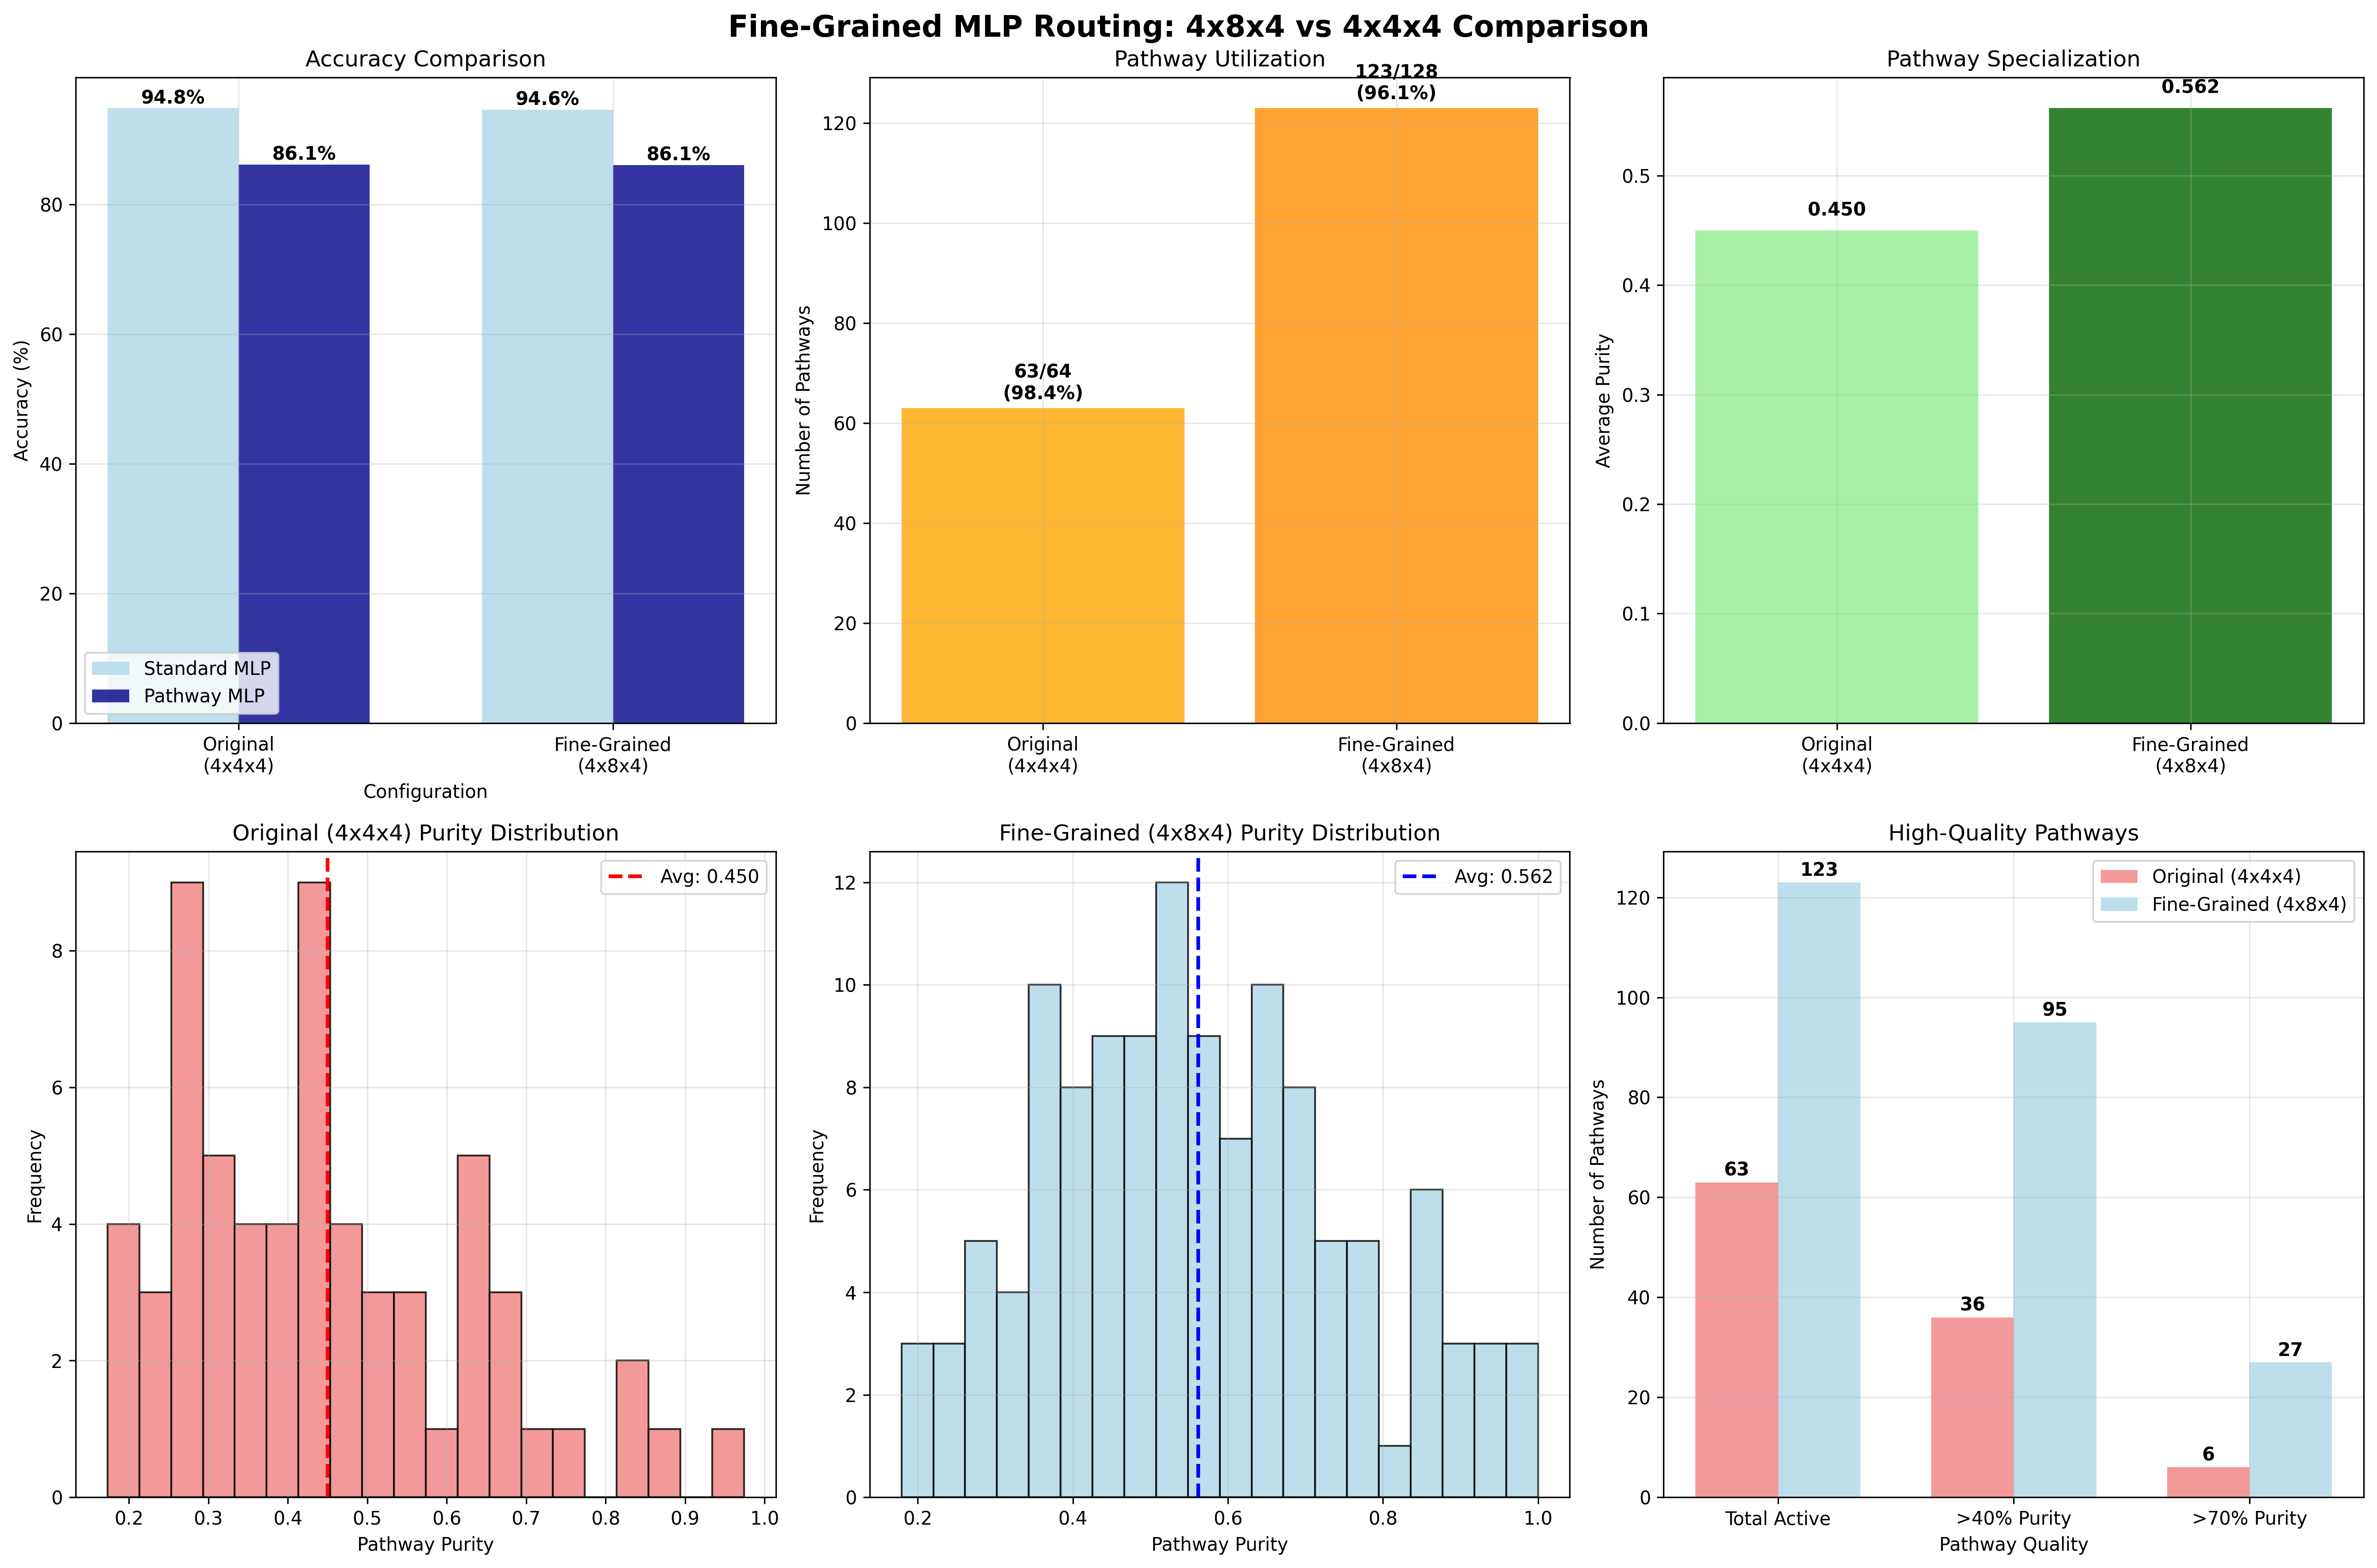 Fine-Grained MLP Routing: 4x8x4 vs 4x4x4 Comparison
Accuracy Comparison
94.8%
86.1%
94.6%
86.1%
80
60
40
20
0
Accuracy (%)
Standard MLP
Pathway MLP
Original
(4x4x4)
Fine-Grained
(4x8x4)
Configuration
Pathway Utilization
123/128
(96.1%)
63/64
(98.4%)
120
100
80
60
40
20
0
Number of Pathways
Original
(4x4x4)
Fine-Grained
(4x8x4)
Pathway Specialization
0.562
0.450
0.5
0.4
0.3
0.2
0.1
0.0
Average Purity
Original
(4x4x4)
Fine-Grained
(4x8x4)
Original (4x4x4) Purity Distribution
Avg: 0.450
8
6
4
2
0
Frequency
0.2 0.3 0.4 0.5 0.6 0.7 0.8 0.9 1.0
Pathway Purity
Fine-Grained (4x8x4) Purity Distribution
Avg: 0.562
12
10
8
6
4
2
0
Frequency
0.2 0.4 0.6 0.8 1.0
Pathway Purity
High-Quality Pathways
Original (4x4x4)
Fine-Grained (4x8x4)
123
63
95
36
27
6
120
100
80
60
40
20
0
Number of Pathways
Total Active >40% Purity >70% Purity
Pathway Quality